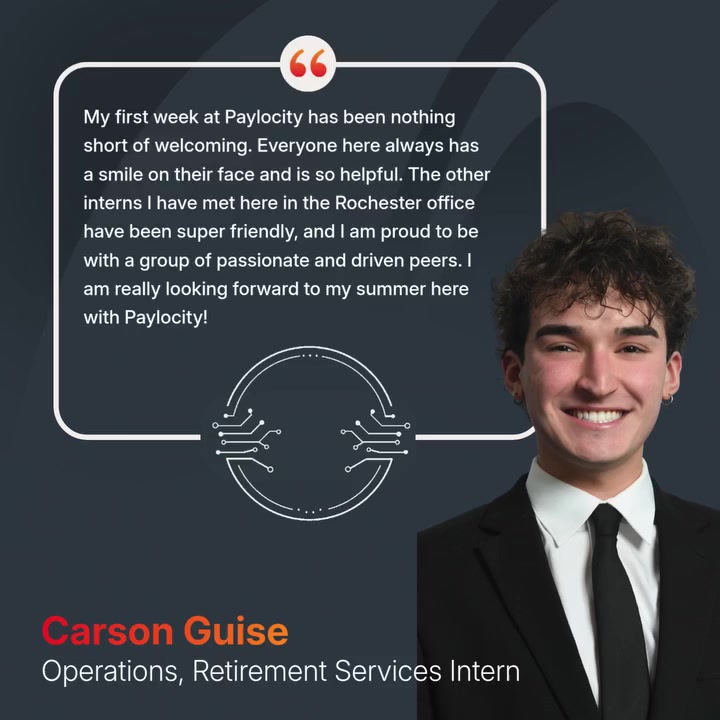 My first week at Paylocity has been nothing
short of welcoming. Everyone here always has
a smile on their face and is so helpful. The other
interns I have met here in the Rochester office
have been super friendly, and I am proud to be
with a group of passionate and driven peers. I
am really looking forward to my summer here
with Paylocity!
Carson Guise
Operations, Retirement Services Intern